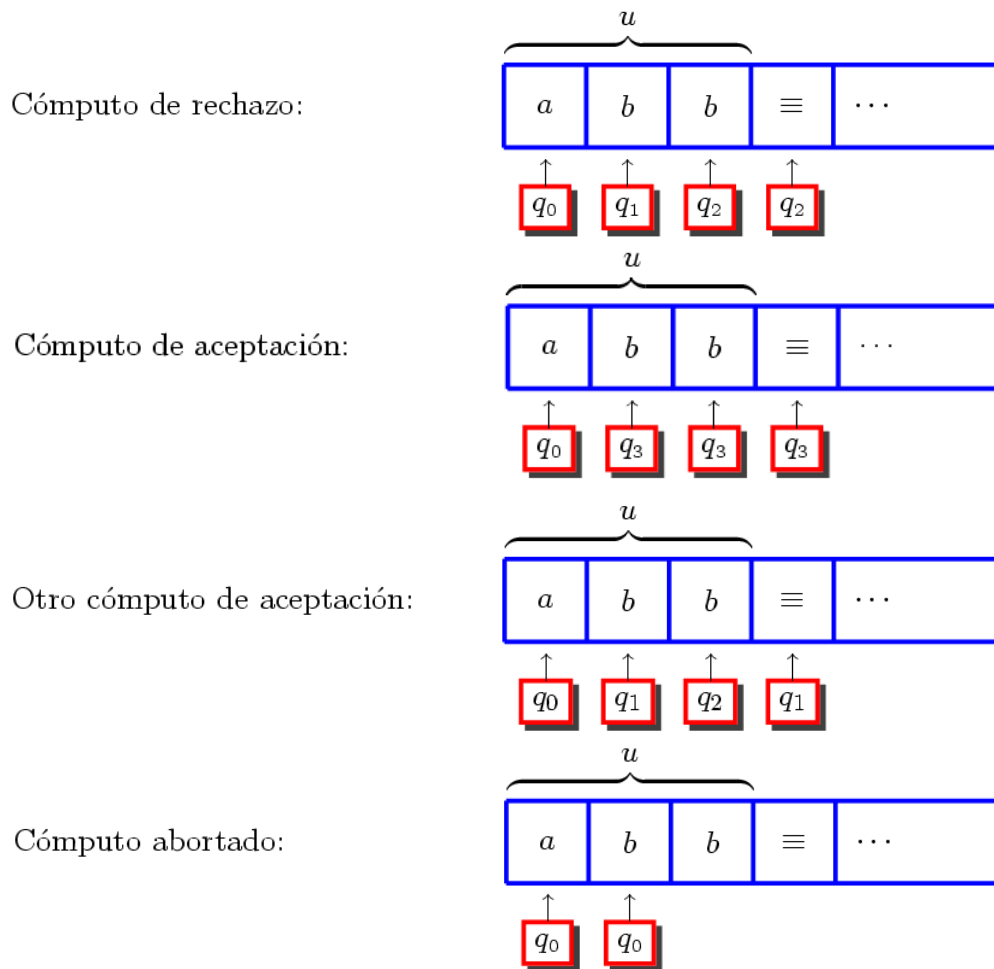 u
Cómputo de rechazo: a b b ≡ ···
q₀ q₁ q₂ q₂
u
Cómputo de aceptación: a b b ≡ ···
q₀ q₃ q₃ q₃
u
Otro cómputo de aceptación: a b b ≡ ···
q₀ q₁ q₂ q₁
u
Cómputo abortado: a b b ≡ ···
q₀ q₀